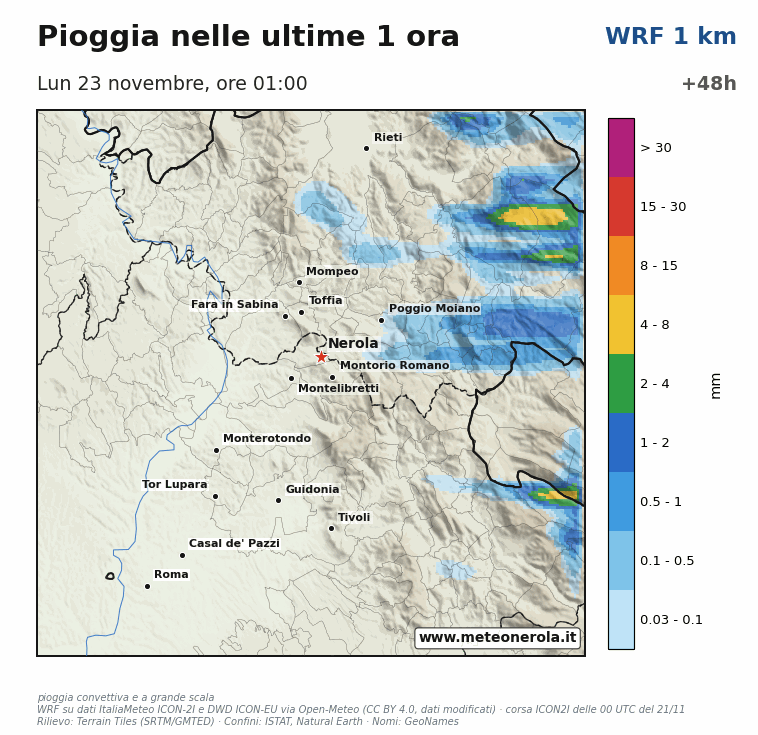 Pioggia nelle ultime 1 ora
WRF 1 km
Lun 23 novembre, ore 01:00
+48h
Rieti
Mompeo
Fara in Sabina
Toffia
Poggio Moiano
Nerola
Montorio Romano
Montelibretti
Monterotondo
Tor Lupara
Guidonia
Tivoli
Casal de' Pazzi
Roma
www.meteonerola.it
> 30
15 - 30
8 - 15
4 - 8
2 - 4
1 - 2
0.5 - 1
0.1 - 0.5
0.03 - 0.1
mm
pioggia convettiva e a grande scala
WRF su dati ItaliaMeteo ICON-2I e DWD ICON-EU via Open-Meteo (CC BY 4.0, dati modificati) · corsa ICON2I delle 00 UTC del 21/11
Rilievo: Terrain Tiles (SRTM/GMTED) · Confini: ISTAT, Natural Earth · Nomi: GeoNames